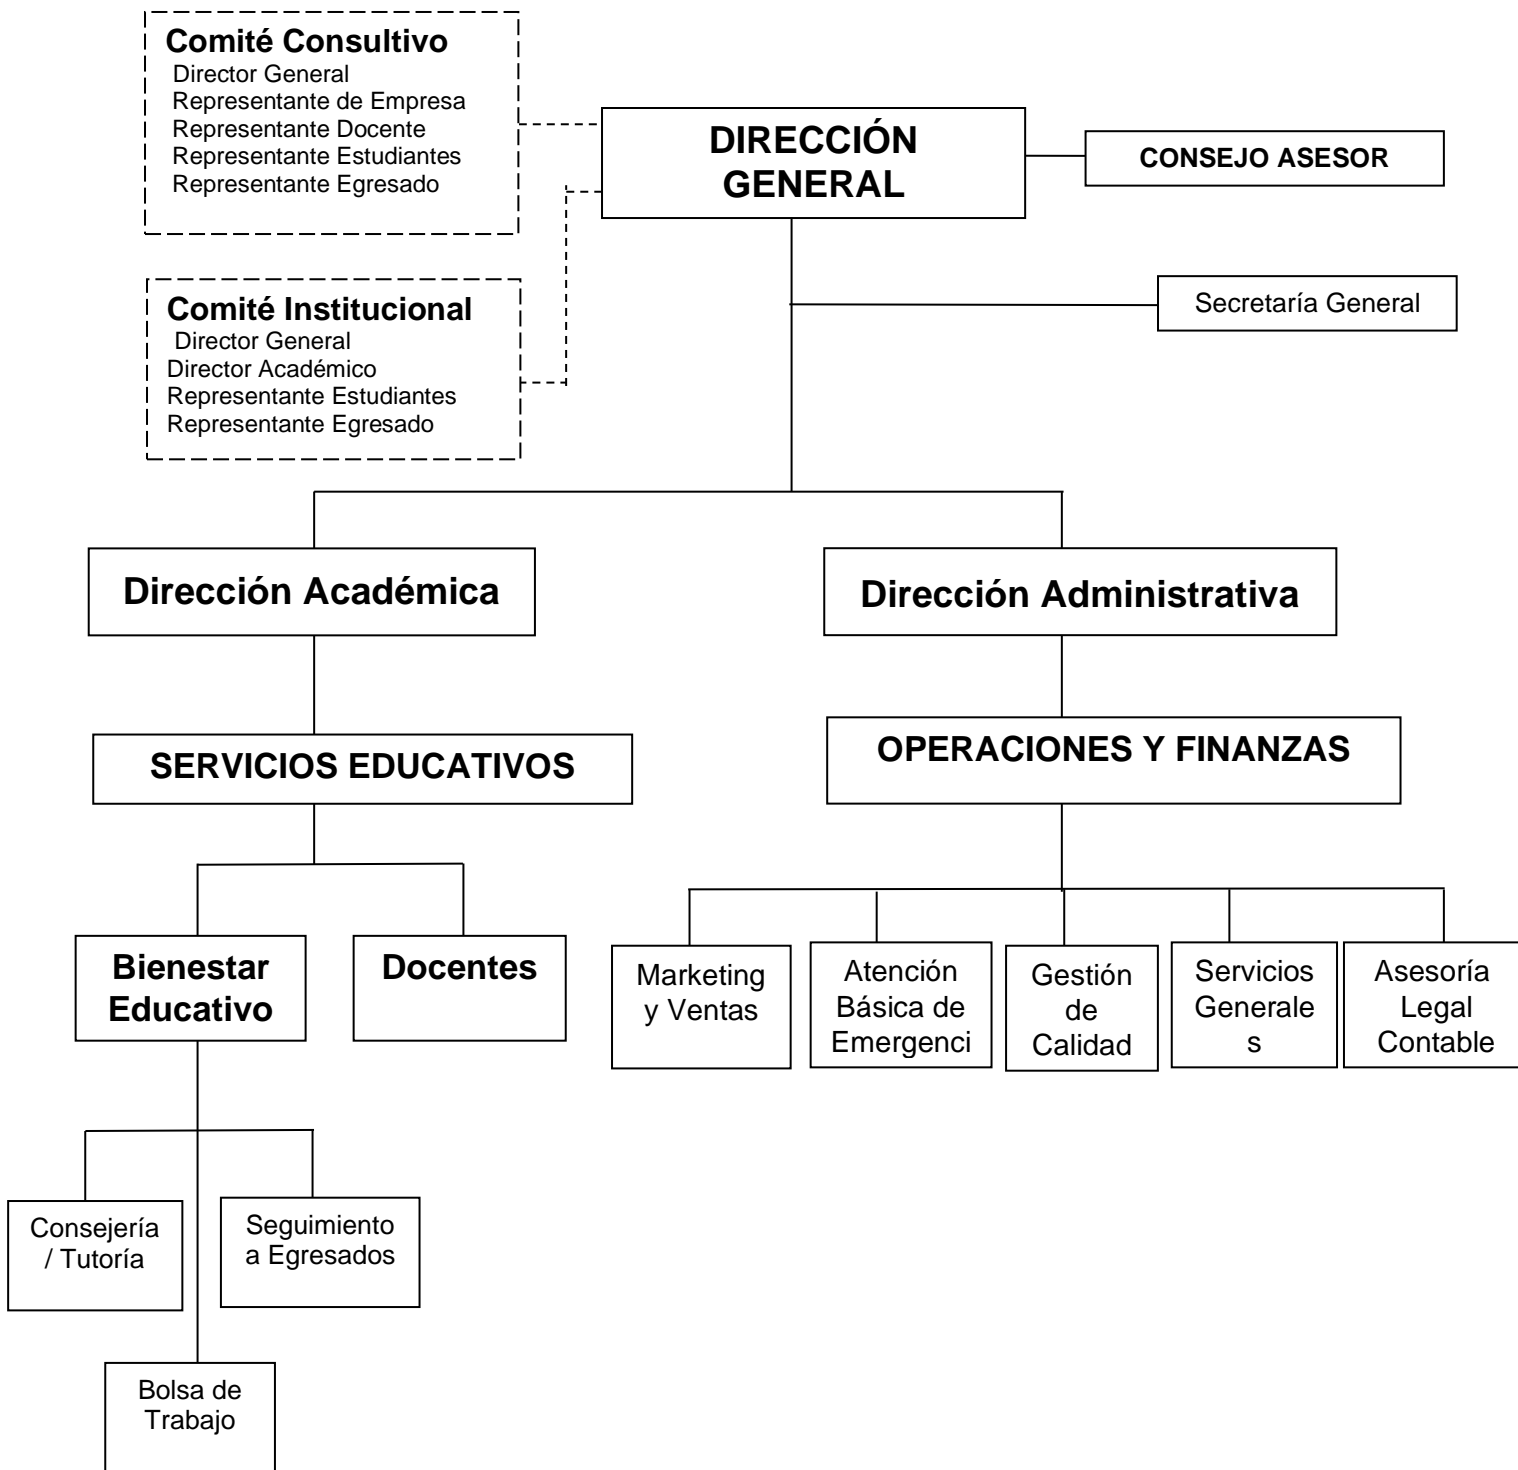 Comité Consultivo
Director General
Representante de Empresa
Representante Docente
Representante Estudiantes
Representante Egresado
DIRECCIÓN
GENERAL
CONSEJO ASESOR
Comité Institucional
Director General
Director Académico
Representante Estudiantes
Representante Egresado
Secretaría General
Dirección Académica
Dirección Administrativa
SERVICIOS EDUCATIVOS
OPERACIONES Y FINANZAS
Bienestar
Educativo
Docentes
Marketing
y Ventas
Atención
Básica de
Emergenci
Gestión
de
Calidad
Servicios
Generale
s
Asesoría
Legal
Contable
Consejería
/ Tutoría
Seguimiento
a Egresados
Bolsa de
Trabajo